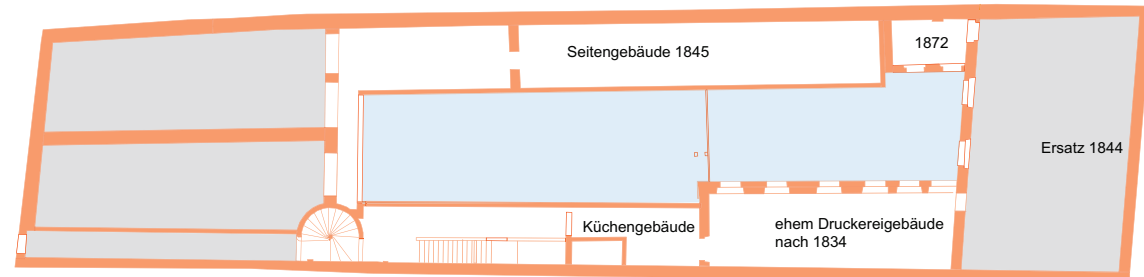 1872
Seitengebäude 1845
Ersatz 1844
Küchengebäude
ehem Druckereigebäude
nach 1834